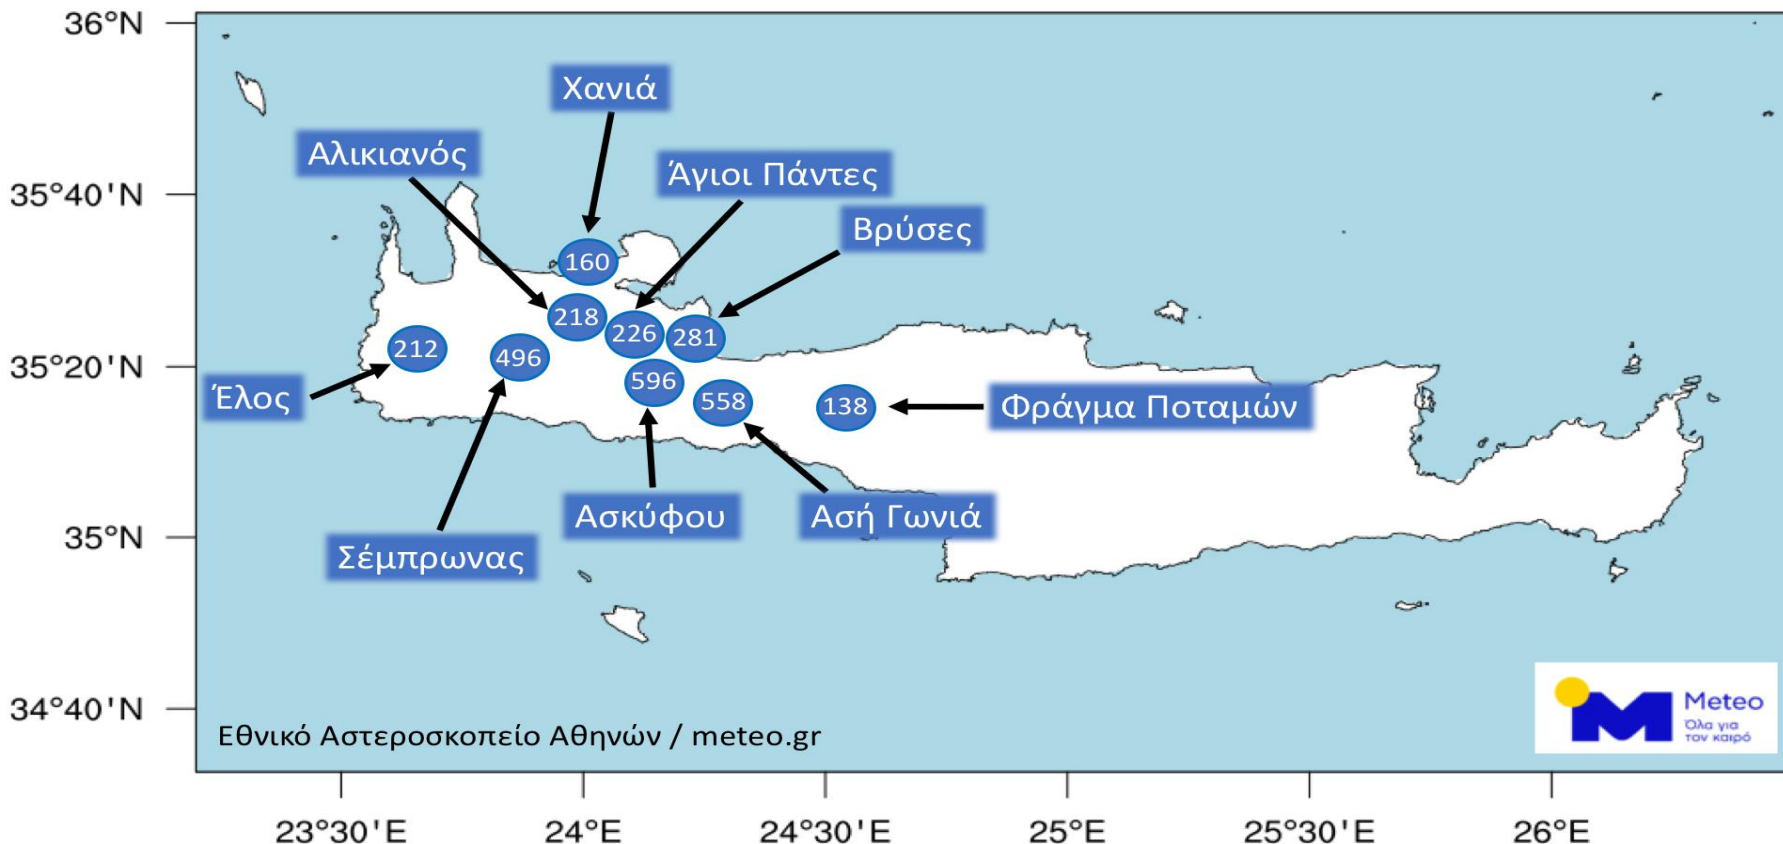 36°N
35°40'N
35°20'N
35°N
34°40'N
Χανιά
Αλικιανός
Άγιοι Πάντες
Βρύσες
160
218
226
281
212
496
596
558
138
Έλος
Φράγμα Ποταμών
Σέμπρωνας
Ασκύφου
Ασή Γωνιά
Εθνικό Αστεροσκοπείο Αθηνών / meteo.gr
Meteo
Όλα για
τον καιρό
23°30'E
24°E
24°30'E
25°E
25°30'E
26°E